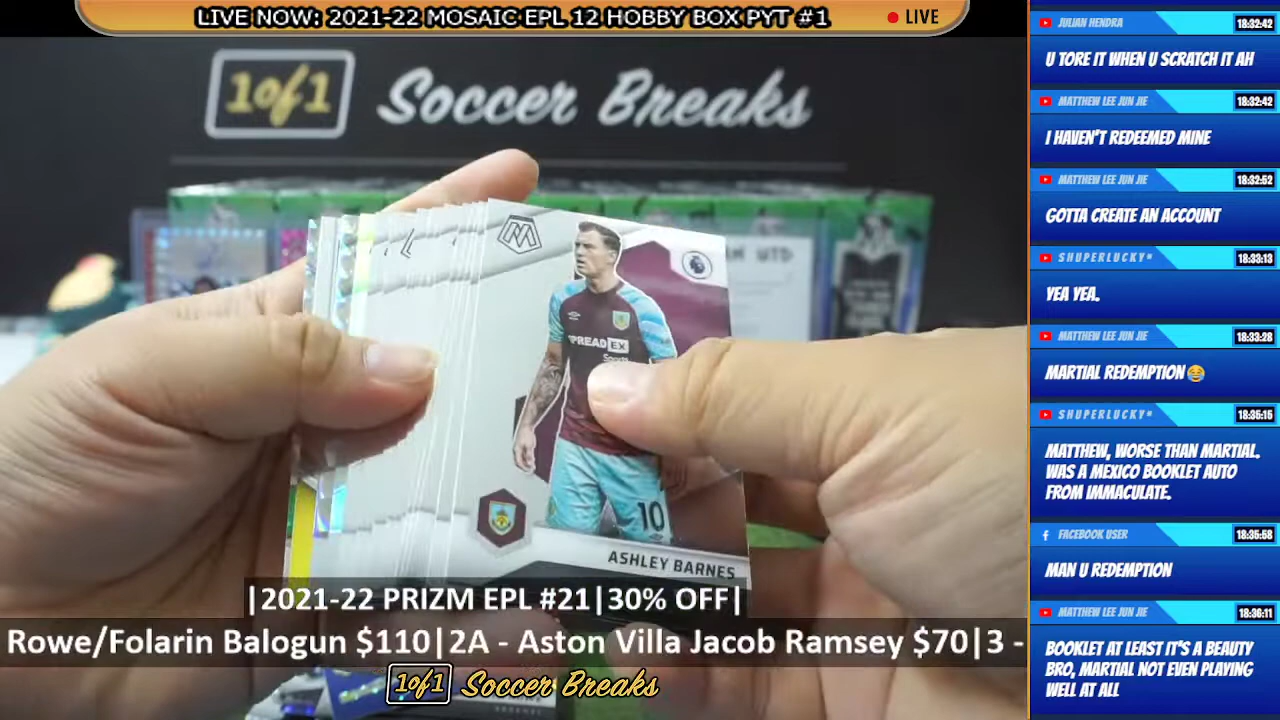 LIVE NOW: 2021-22 MOSAIC EPL 12 HOBBY BOX PYT #1
LIVE
1of1 Soccer Breaks
SPREADEX
Sports
10
ASHLEY BARNES
|2021-22 PRIZM EPL #21|30% OFF|
Rowe/Folarin Balogun $110|2A - Aston Villa Jacob Ramsey $70|3 -
1of1 Soccer Breaks
JULIAN HENDRA 18:32:42
U TORE IT WHEN U SCRATCH IT AH
MATTHEW LEE JUN JIE 18:32:42
I HAVEN'T REDEEMED MINE
MATTHEW LEE JUN JIE 18:32:52
GOTTA CREATE AN ACCOUNT
SHUPERLUCKY 18:33:13
YEA YEA.
MATTHEW LEE JUN JIE 18:33:28
MARTIAL REDEMPTION😂
SHUPERLUCKY 18:35:15
MATTHEW, WORSE THAN MARTIAL.
WAS A MEXICO BOOKLET AUTO
FROM IMMACULATE.
FACEBOOK USER 18:35:58
MAN U REDEMPTION
MATTHEW LEE JUN JIE 18:36:11
BOOKLET AT LEAST IT'S A BEAUTY
BRO, MARTIAL NOT EVEN PLAYING
WELL AT ALL